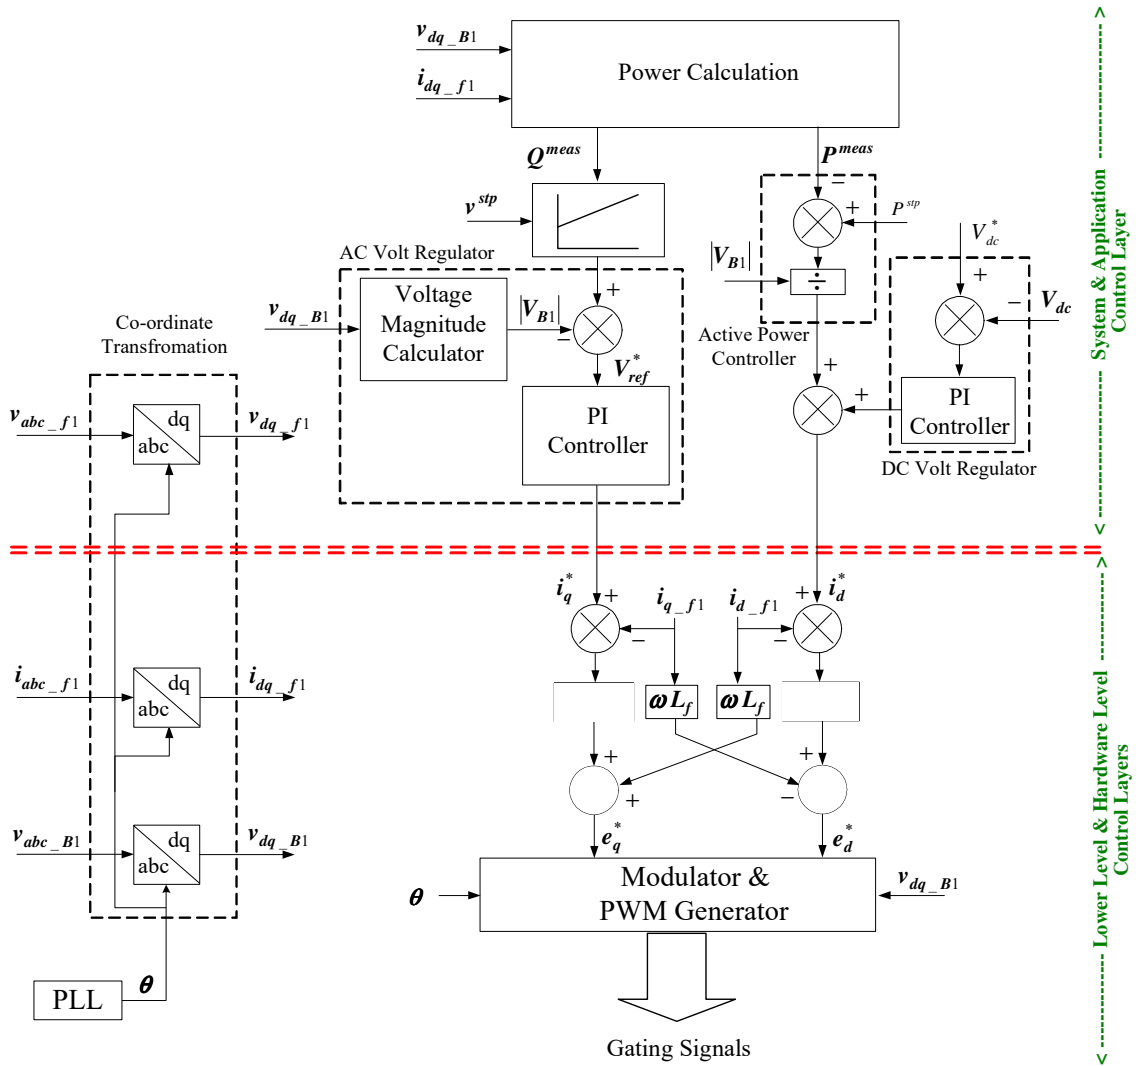 v_dq_B1
i_dq_f1
Power Calculation
Q^meas
P^meas
−
+
P^stp
v^stp
AC Volt Regulator
V_dc^*
+
−
V_dc
|V_B1|
÷
v_dq_B1
Voltage
Magnitude
Calculator
|V_B1|
+
−
V_ref^*
PI
Controller
Active Power
Controller
+
+
PI
Controller
DC Volt Regulator
Co-ordinate
Transfromation
v_abc_f1
dq
abc
v_dq_f1
i_q^*
+
−
i_q_f1
i_d_f1
+
−
i_d^*
i_abc_f1
dq
abc
i_dq_f1
ωL_f
ωL_f
+
+
+
−
v_abc_B1
dq
abc
v_dq_B1
e_q^*
e_d^*
θ
Modulator &
PWM Generator
v_dq_B1
PLL
θ
Gating Signals
System & Application
Control Layer
Lower Level & Hardware Level
Control Layers